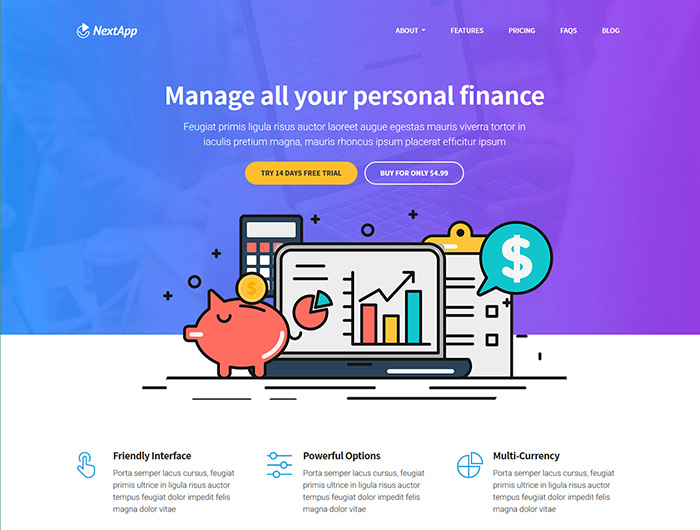 NextApp
ABOUT FEATURES PRICING FAQS BLOG
Manage all your personal finance
Feugiat primis ligula risus auctor laoreet augue egestas mauris viverra tortor in
iaculis pretium magna, mauris rhoncus ipsum placerat efficitur ipsum
TRY 14 DAYS FREE TRIAL BUY FOR ONLY $4.99
$
$
Friendly Interface
Porta semper lacus cursus, feugiat
primis ultrice in ligula risus auctor
tempus feugiat dolor impedit felis
magna dolor vitae
Powerful Options
Porta semper lacus cursus, feugiat
primis ultrice in ligula risus auctor
tempus feugiat dolor impedit felis
magna dolor vitae
Multi-Currency
Porta semper lacus cursus, feugiat
primis ultrice in ligula risus auctor
tempus feugiat dolor impedit felis
magna dolor vitae